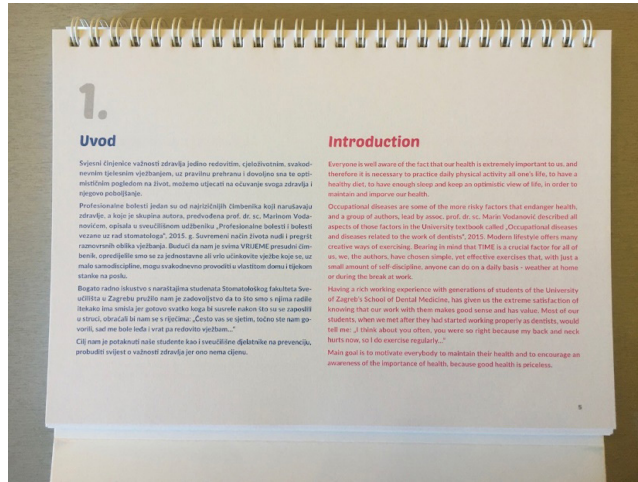 1.
Uvod
Svjesni činjenice važnosti zdravlja jedino redovitim, cjeloživotnim, svakod-
nevnim tjelesnim vježbanjem, uz pravilnu prehranu i dovoljno sna te opti-
mističnim pogledom na život, možemo utjecati na očuvanje svoga zdravlja i
njegovo poboljšanje.
Profesionalne bolesti jedan su od najrizičnijih čimbenika koji narušavaju
zdravlje, a koje je skupina autora, predvođena prof. dr. sc. Marinom Voda-
novićem, opisala u sveučilišnom udžbeniku „Profesionalne bolesti i bolesti
vezane uz rad stomatologa", 2015. g. Suvremeni način života nudi i pregršt
raznovrsnih oblika vježbanja. Budući da nam je svima VRIJEME presudni čim-
benik, opredijelile smo se za jednostavne ali vrlo učinkovite vježbe koje se, uz
malo samodiscipline, mogu svakodnevno provoditi u vlastitom domu i tijekom
stanke na poslu.
Bogato radno iskustvo s naraštajima studenata Stomatološkog fakulteta Sve-
učilišta u Zagrebu pružilo nam je zadovoljstvo da to što smo s njima radile
itekako ima smisla jer gotovo svatko koga bi susrele nakon što su se zaposlili
u struci, obraćali bi nam se s riječima: „Često vas se sjetim, točno ste nam go-
vorili, sad me bole leđa i vrat pa redovito vježbam..."
Cilj nam je potaknuti naše studente kao i sveučilišne djelatnike na prevenciju,
probuditi svijest o važnosti zdravlja jer ono nema cijenu.
Introduction
Everyone is well aware of the fact that our health is extremely important to us, and
therefore it is necessary to practice daily physical activity all one's life, to have a
healthy diet, to have enough sleep and keep an optimistic view of life, in order to
maintain and imporve our health.
Occupational diseases are some of the more risky factors that endanger health,
and a group of authors, lead by assoc. prof. dr. sc. Marin Vodanović described all
aspects of those factors in the University textbook called „Occupational diseases
and diseases related to the work of dentists", 2015. Modern lifestyle offers many
creative ways of exercising. Bearing in mind that TIME is a crucial factor for all of
us, we, the authors, have chosen simple, yet effective exercises that, with just a
small amount of self-discipline, anyone can do on a daily basis - weather at home
or during the break at work.
Having a rich working experience with generations of students of the University
of Zagreb's School of Dental Medicine, has given us the extreme satisfaction of
knowing that our work with them makes good sense and has value. Most of our
students, when we met after they had started working properly as dentists, would
tell me: „I think about you often, you were so right because my back and neck
hurts now, so I do exercise regularly..."
Main goal is to motivate everybody to maintain their health and to encourage an
awareness of the importance of health, because good health is priceless.